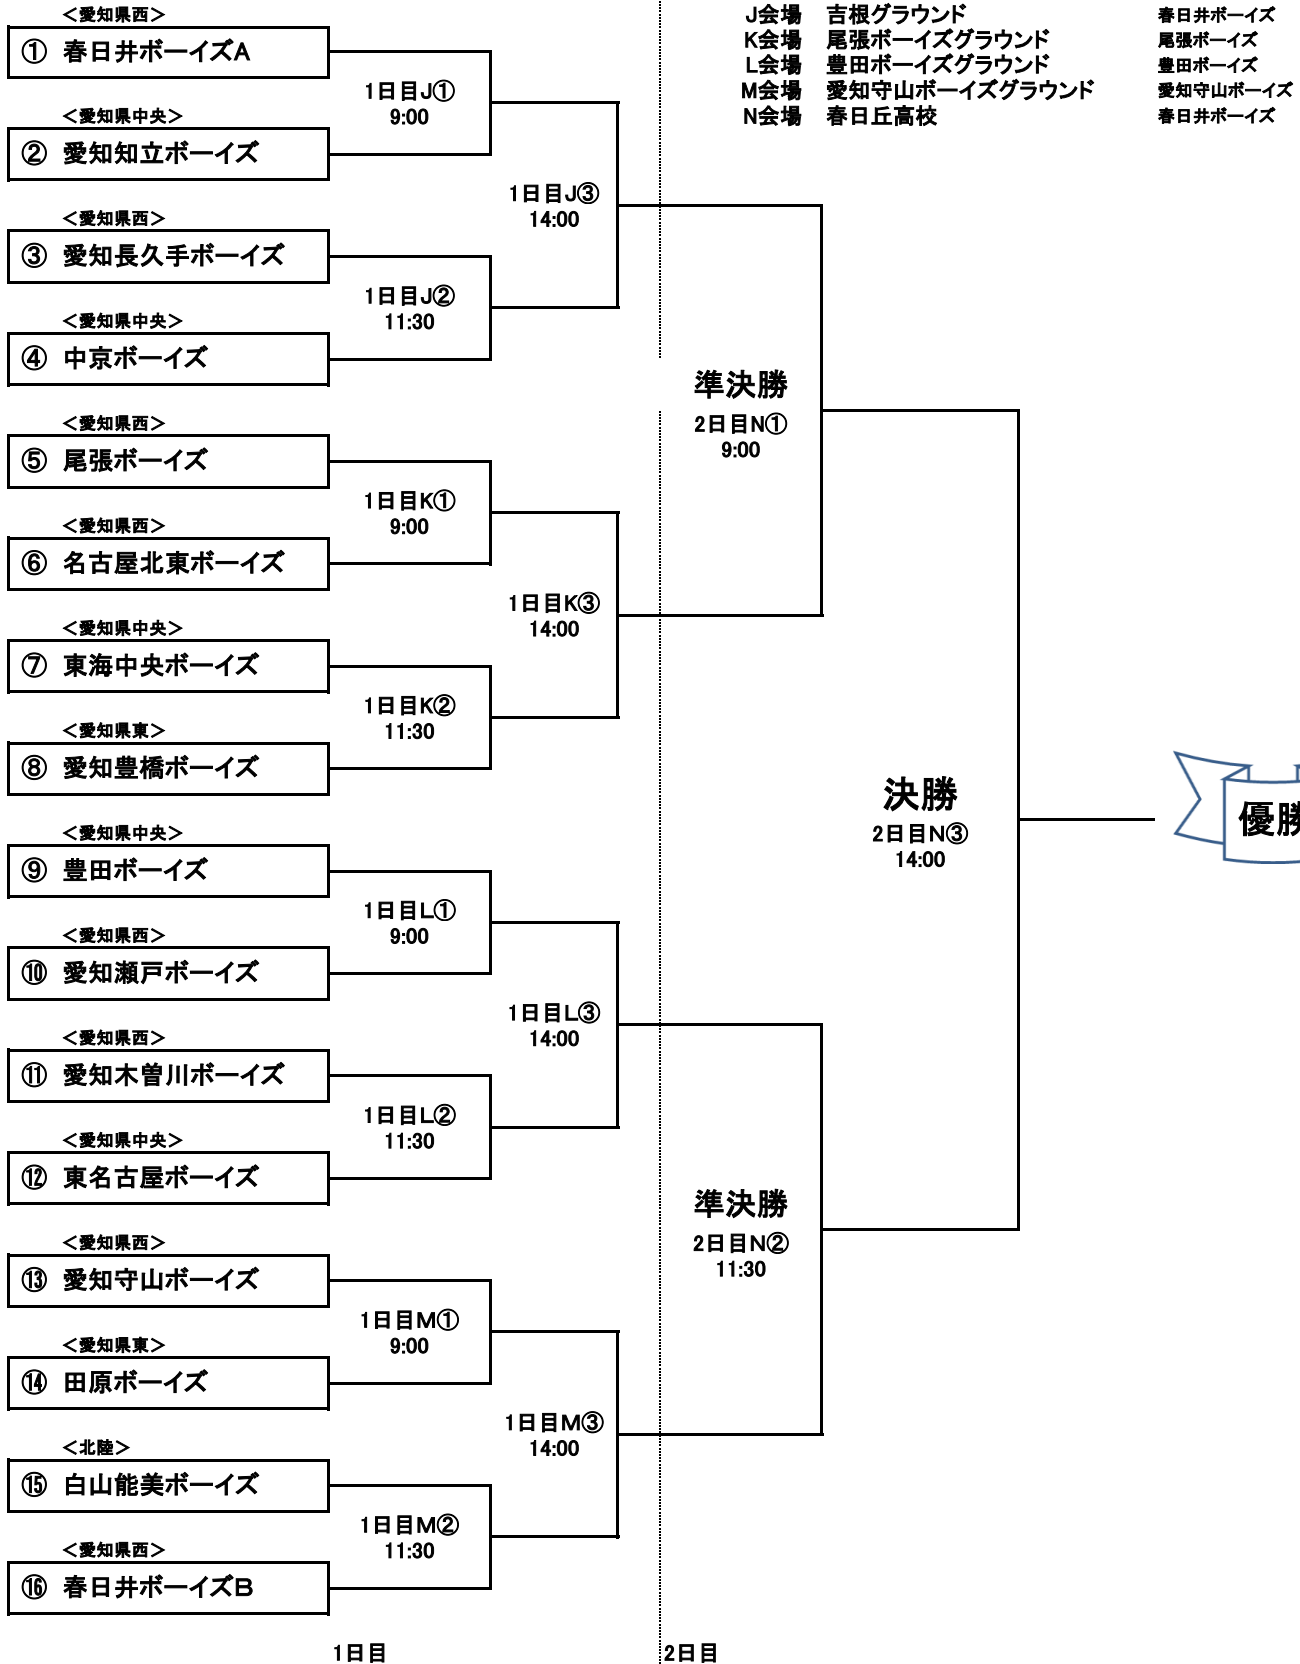 J会場 吉根グラウンド 春日井ボーイズ
K会場 尾張ボーイズグラウンド 尾張ボーイズ
L会場 豊田ボーイズグラウンド 豊田ボーイズ
M会場 愛知守山ボーイズグラウンド 愛知守山ボーイズ
N会場 春日丘高校 春日井ボーイズ
＜愛知県西＞
① 春日井ボーイズA
1日目J①
9:00
＜愛知県中央＞
② 愛知知立ボーイズ
1日目J③
14:00
＜愛知県西＞
③ 愛知長久手ボーイズ
1日目J②
11:30
＜愛知県中央＞
④ 中京ボーイズ
準決勝
2日目N①
9:00
＜愛知県西＞
⑤ 尾張ボーイズ
1日目K①
9:00
＜愛知県西＞
⑥ 名古屋北東ボーイズ
1日目K③
14:00
＜愛知県中央＞
⑦ 東海中央ボーイズ
1日目K②
11:30
＜愛知県東＞
⑧ 愛知豊橋ボーイズ
決勝
2日目N③
14:00
優勝
＜愛知県中央＞
⑨ 豊田ボーイズ
1日目L①
9:00
＜愛知県西＞
⑩ 愛知瀬戸ボーイズ
1日目L③
14:00
＜愛知県西＞
⑪ 愛知木曽川ボーイズ
1日目L②
11:30
＜愛知県中央＞
⑫ 東名古屋ボーイズ
準決勝
2日目N②
11:30
＜愛知県西＞
⑬ 愛知守山ボーイズ
1日目M①
9:00
＜愛知県東＞
⑭ 田原ボーイズ
1日目M③
14:00
＜北陸＞
⑮ 白山能美ボーイズ
1日目M②
11:30
＜愛知県西＞
⑯ 春日井ボーイズB
1日目 2日目